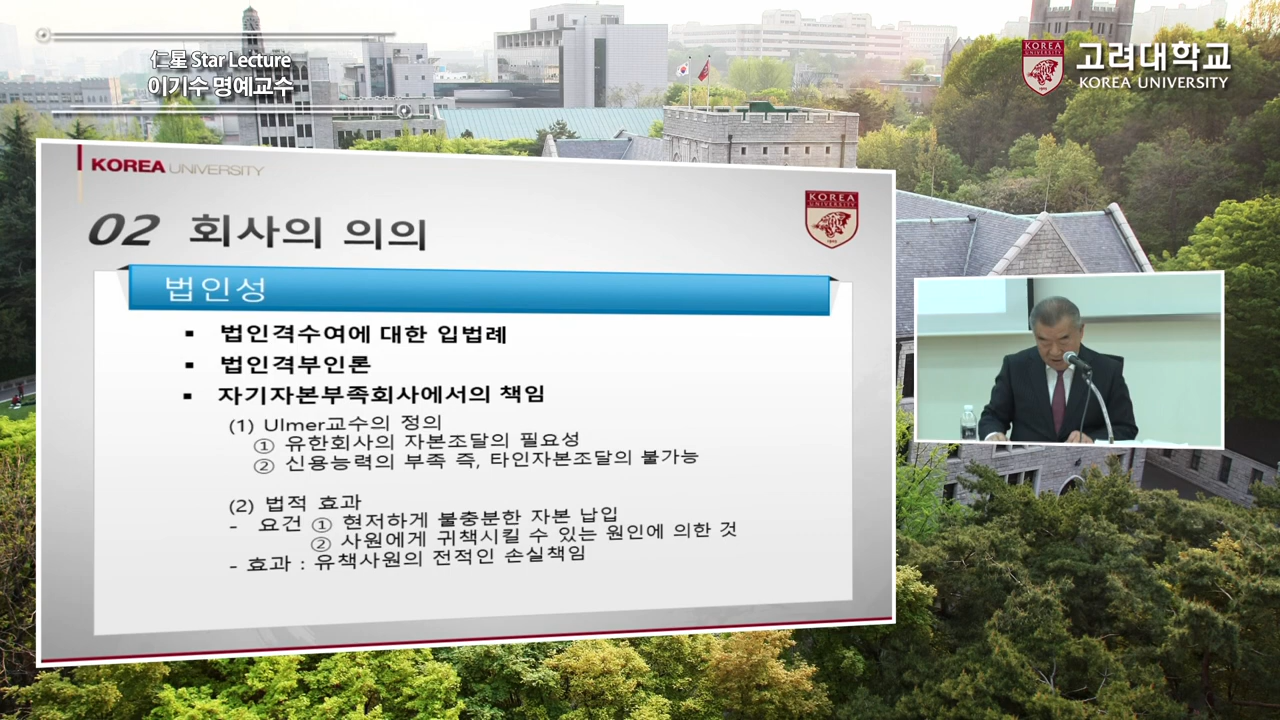 仁星 Star Lecture
이기수 명예교수
KOREA UNIVERSITY
고려대학교
KOREA UNIVERSITY
KOREA UNIVERSITY
KOREA UNIVERSITY
02 회사의 의의
법인성
▪ 법인격수여에 대한 입법례
▪ 법인격부인론
▪ 자기자본부족회사에서의 책임
(1) Ulmer교수의 정의
① 유한회사의 자본조달의 필요성
② 신용능력의 부족 즉, 타인자본조달의 불가능
(2) 법적 효과
- 요건 ① 현저하게 불충분한 자본 납입
② 사원에게 귀책시킬 수 있는 원인에 의한 것
- 효과 : 유책사원의 전적인 손실책임